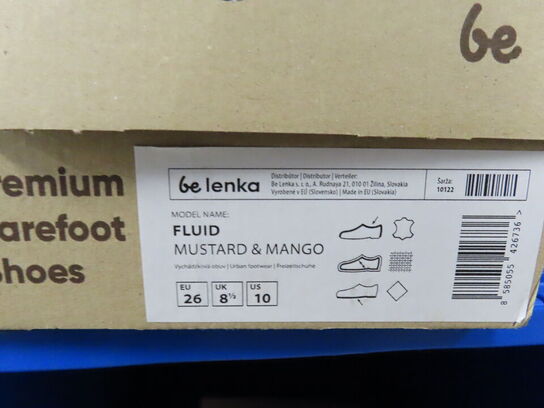 be
remium
arefoot
hoes
be lenka
Distribútor | Distributor | Verteiler:
Be Lenka s. r. o., A. Rudnaya 21, 010 01 Žilina, Slovakia
Vyrobené v EÚ (Slovensko) | Made in EU (Slovakia)
Šarža:
10122
MODEL NAME:
FLUID
MUSTARD & MANGO
Vychádzková obuv | Urban footwear | Freizeitschuhe
EU UK US
26 8½ 10
8 585055 426736 >